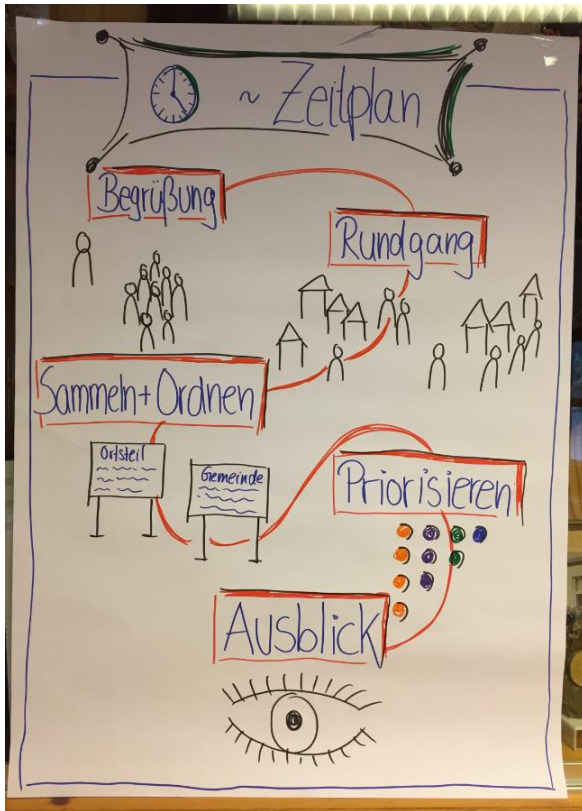 ~ Zeitplan
Begrüßung
Rundgang
Sammeln + Ordnen
Ortsteil
Gemeinde
Priorisieren
Ausblick